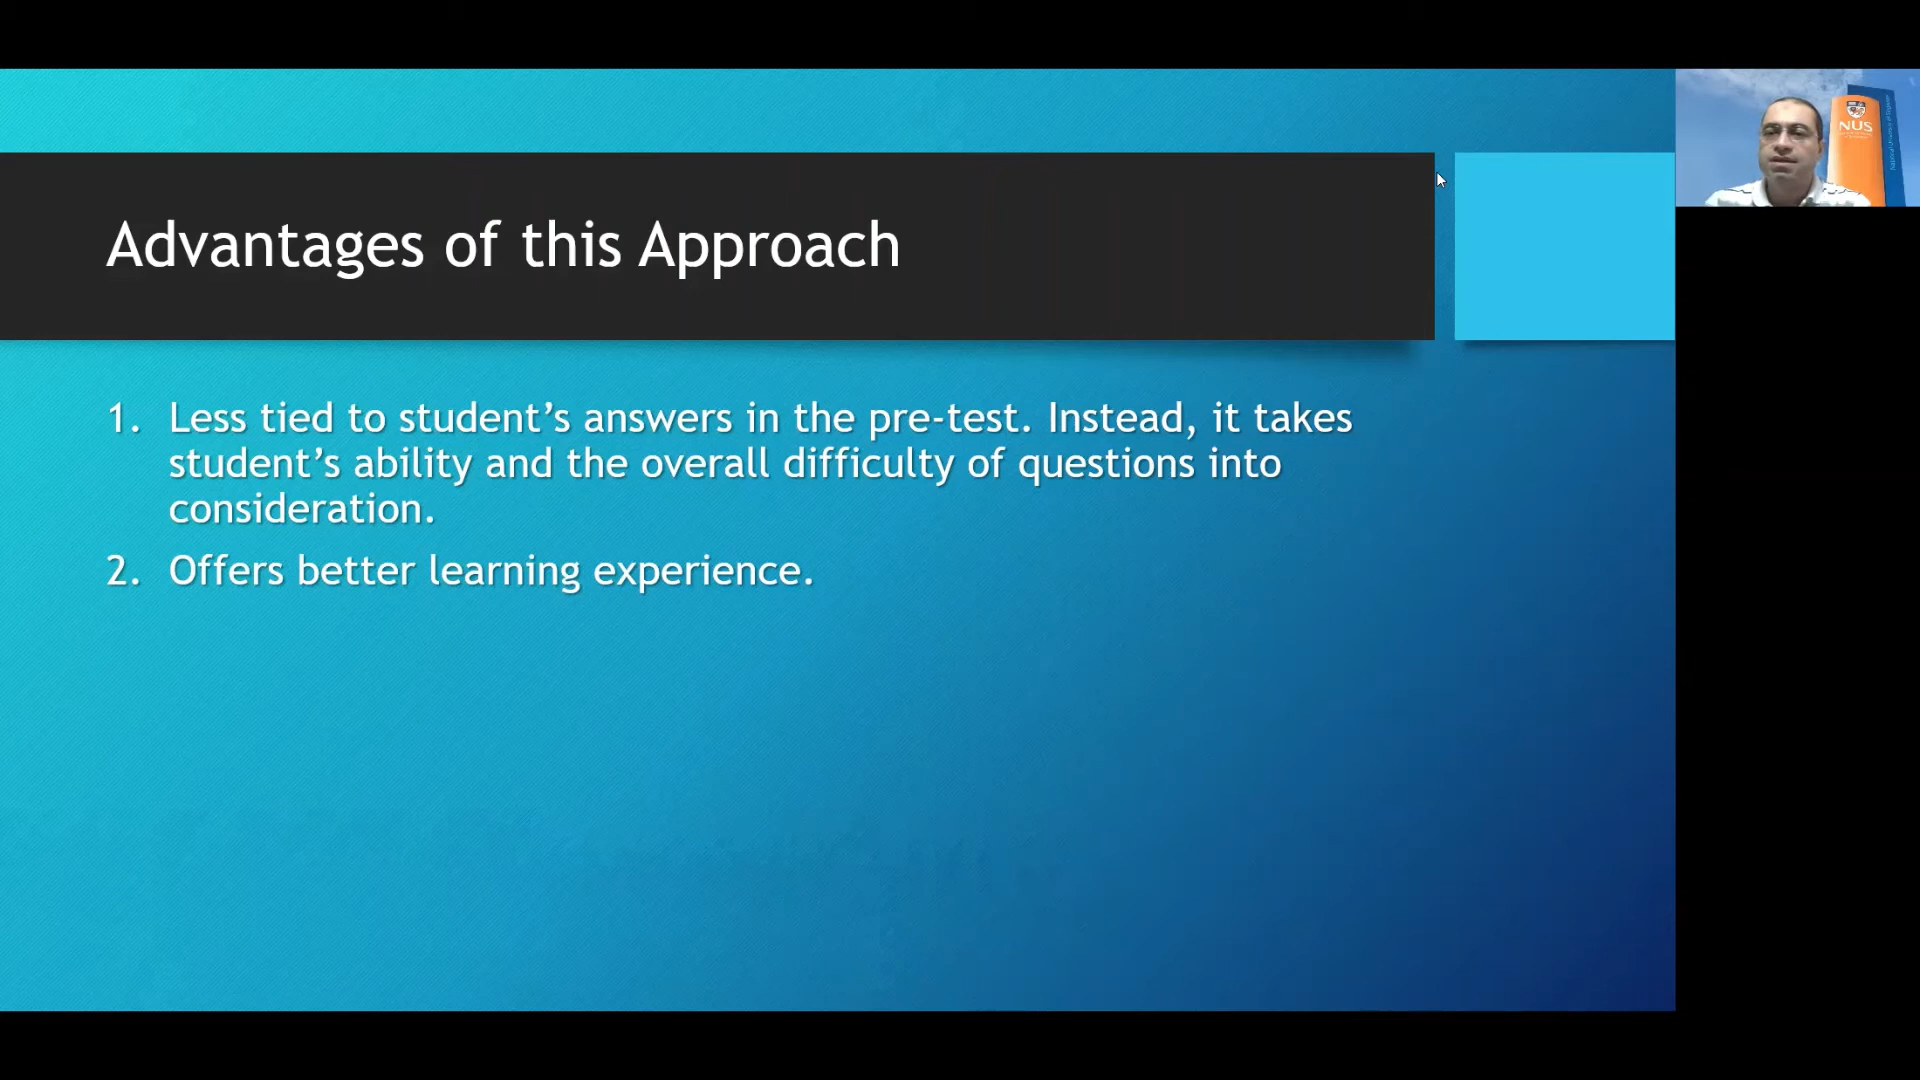 Advantages of this Approach
1. Less tied to student’s answers in the pre-test. Instead, it takes
student’s ability and the overall difficulty of questions into
consideration.
2. Offers better learning experience.
NUS